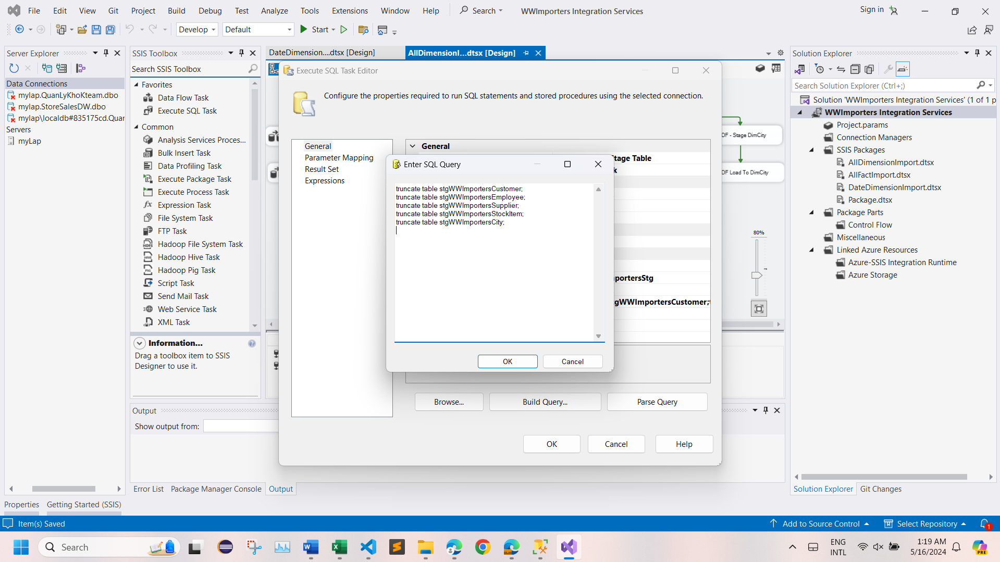 File Edit View Git Project Build Debug Test Analyze Tools Extensions Window Help Search WWImporters Integration Services Sign in
Develop Default Start
Server Explorer
Data Connections
mylap.QuanLyKhoKteam.dbo
mylap.StoreSalesDW.dbo
mylap\localdb#835175cd.Quar
Servers
myLap
SSIS Toolbox
Search SSIS Toolbox
Favorites
Data Flow Task
Execute SQL Task
Common
Analysis Services Proces...
Bulk Insert Task
Data Profiling Task
Execute Package Task
Execute Process Task
Expression Task
File System Task
FTP Task
Hadoop File System Task
Hadoop Hive Task
Hadoop Pig Task
Script Task
Send Mail Task
Web Service Task
XML Task
Information...
Drag a toolbox item to SSIS
Designer to use it.
DateDimension....dtsx [Design] AllDimensionI...dtsx [Design]
Execute SQL Task Editor
Configure the properties required to run SQL statements and stored procedures using the selected connection.
General
Parameter Mapping
Result Set
Expressions
General
tage Table
k
nportersStg
gWWImportersCustomer;t
Enter SQL Query
truncate table stgWWImportersCustomer;
truncate table stgWWImportersEmployee;
truncate table stgWWImportersSupplier;
truncate table stgWWImportersStockItem;
truncate table stgWWImportersCity;
OK Cancel
Browse... Build Query... Parse Query
OK Cancel Help
DF - Stage DimCity
DF Load To DimCity
80%
Output
Show output from:
Error List Package Manager Console Output
Solution Explorer
Search Solution Explorer (Ctrl+;)
Solution 'WWImporters Integration Services' (1 of 1 p
WWImporters Integration Services
Project.params
Connection Managers
SSIS Packages
AllDimensionImport.dtsx
AllFactImport.dtsx
DateDimensionImport.dtsx
Package.dtsx
Package Parts
Control Flow
Miscellaneous
Linked Azure Resources
Azure-SSIS Integration Runtime
Azure Storage
Solution Explorer Git Changes
Properties Getting Started (SSIS)
Item(s) Saved Add to Source Control Select Repository 1
Search
ENG
INTL
1:19 AM
5/16/2024
PRE